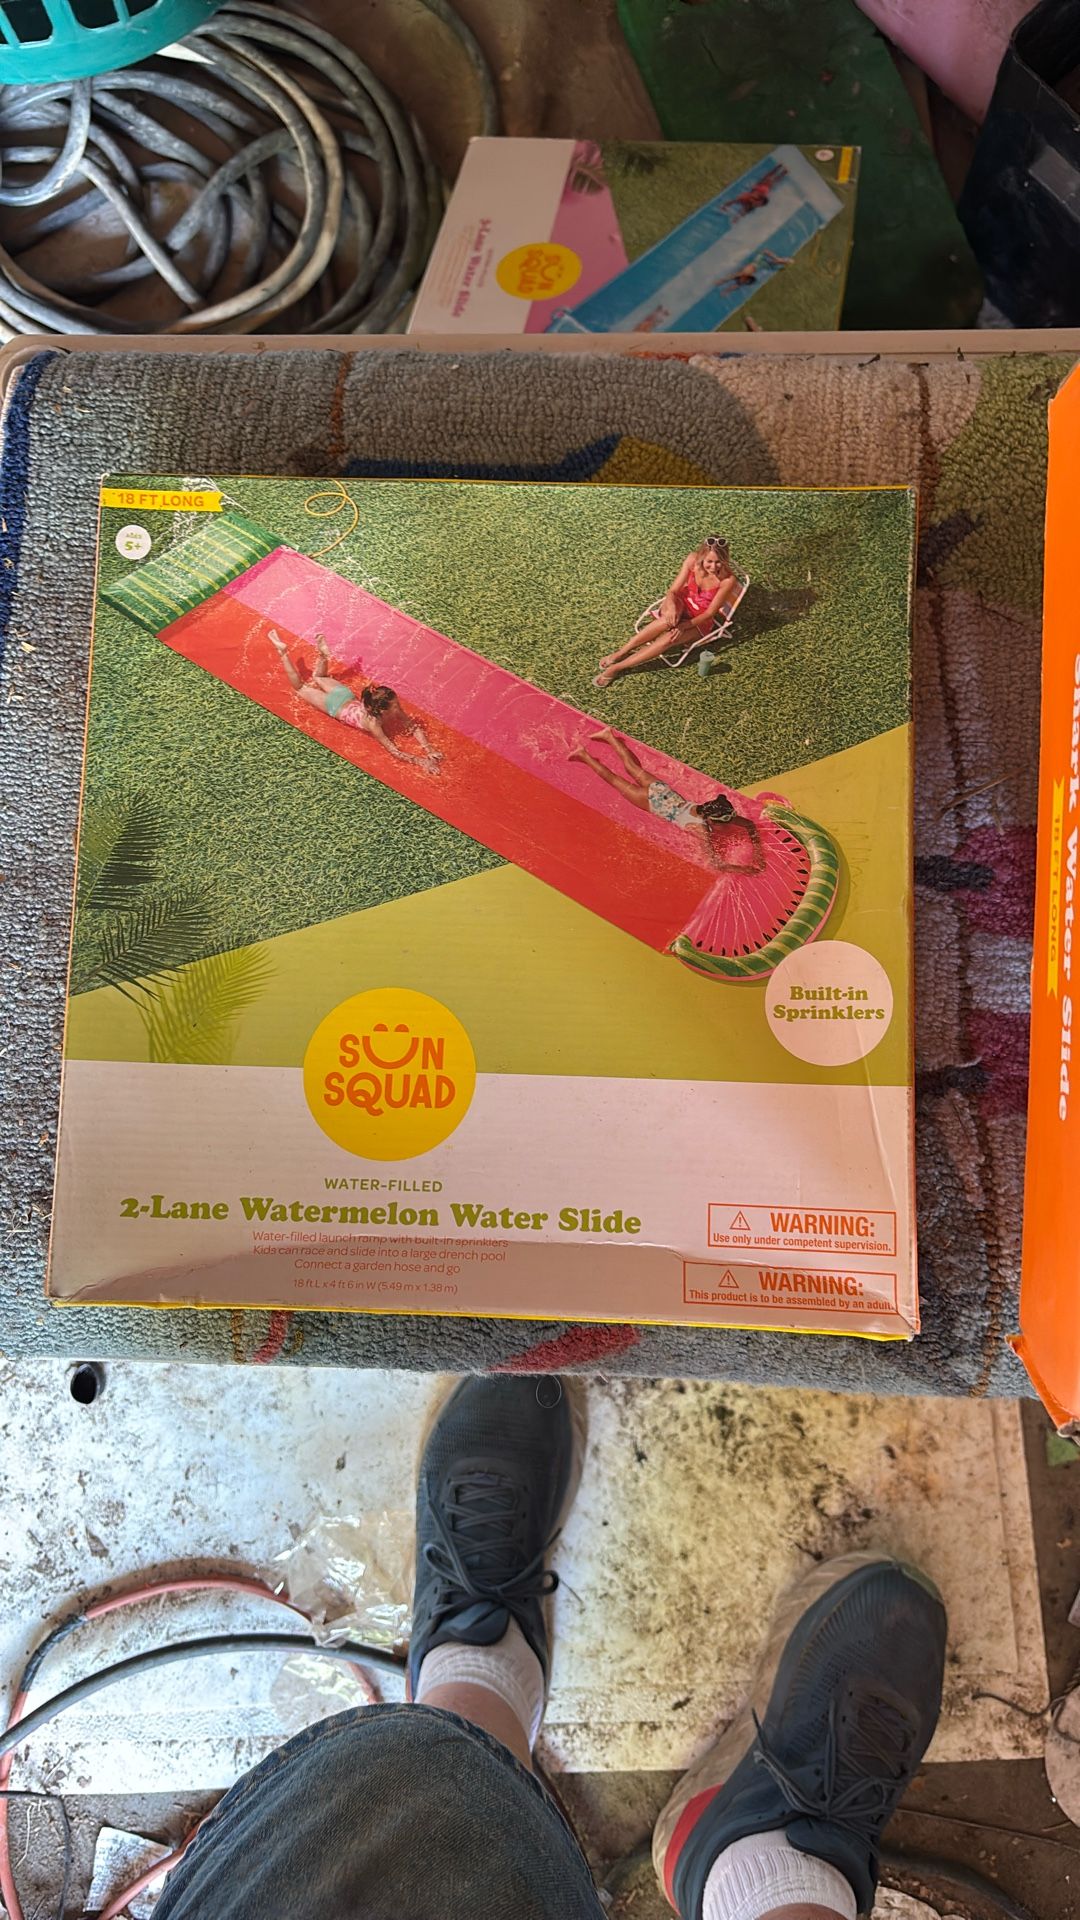 3-Lane Water Slide
SUN
SQUAD
18 FT LONG
AGES
5+
Built-in
Sprinklers
SUN
SQUAD
WATER-FILLED
2-Lane Watermelon Water Slide
Water-filled launch ramp with built-in sprinklers
Kids can race and slide into a large drench pool
Connect a garden hose and go
18 ft L x 4 ft 6 in W (5.49 m x 1.38 m)
WARNING:
Use only under competent supervision.
WARNING:
This product is to be assembled by an adult.
Shark Water Slide
18 FT LONG